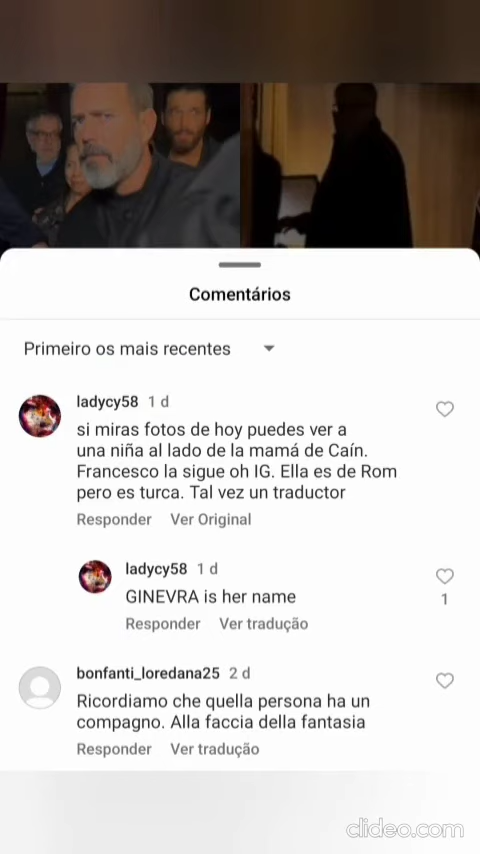 Comentários
Primeiro os mais recentes
ladycy58 1 d
si miras fotos de hoy puedes ver a
una niña al lado de la mamá de Caín.
Francesco la sigue oh IG. Ella es de Rom
pero es turca. Tal vez un traductor
Responder Ver Original
ladycy58 1 d
GINEVRA is her name
1
Responder Ver tradução
bonfanti_loredana25 2 d
Ricordiamo che quella persona ha un
compagno. Alla faccia della fantasia
Responder Ver tradução
clideo.com